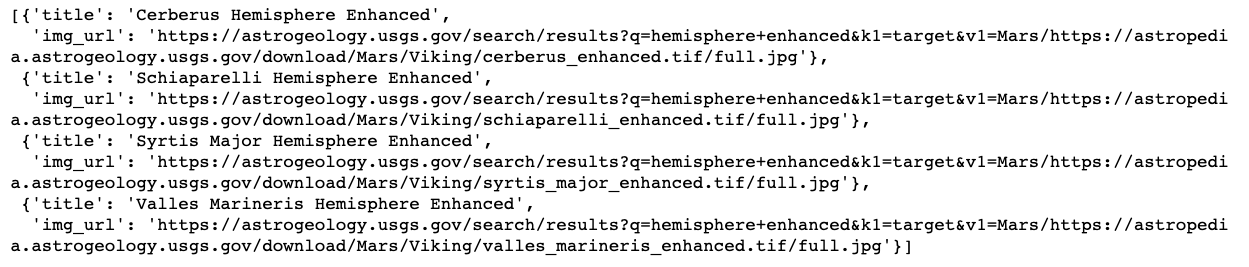 [{'title': 'Cerberus Hemisphere Enhanced',
'img_url': 'https://astrogeology.usgs.gov/search/results?q=hemisphere+enhanced&k1=target&v1=Mars/https://astropedi
a.astrogeology.usgs.gov/download/Mars/Viking/cerberus_enhanced.tif/full.jpg'},
{'title': 'Schiaparelli Hemisphere Enhanced',
'img_url': 'https://astrogeology.usgs.gov/search/results?q=hemisphere+enhanced&k1=target&v1=Mars/https://astropedi
a.astrogeology.usgs.gov/download/Mars/Viking/schiaparelli_enhanced.tif/full.jpg'},
{'title': 'Syrtis Major Hemisphere Enhanced',
'img_url': 'https://astrogeology.usgs.gov/search/results?q=hemisphere+enhanced&k1=target&v1=Mars/https://astropedi
a.astrogeology.usgs.gov/download/Mars/Viking/syrtis_major_enhanced.tif/full.jpg'},
{'title': 'Valles Marineris Hemisphere Enhanced',
'img_url': 'https://astrogeology.usgs.gov/search/results?q=hemisphere+enhanced&k1=target&v1=Mars/https://astropedi
a.astrogeology.usgs.gov/download/Mars/Viking/valles_marineris_enhanced.tif/full.jpg'}]